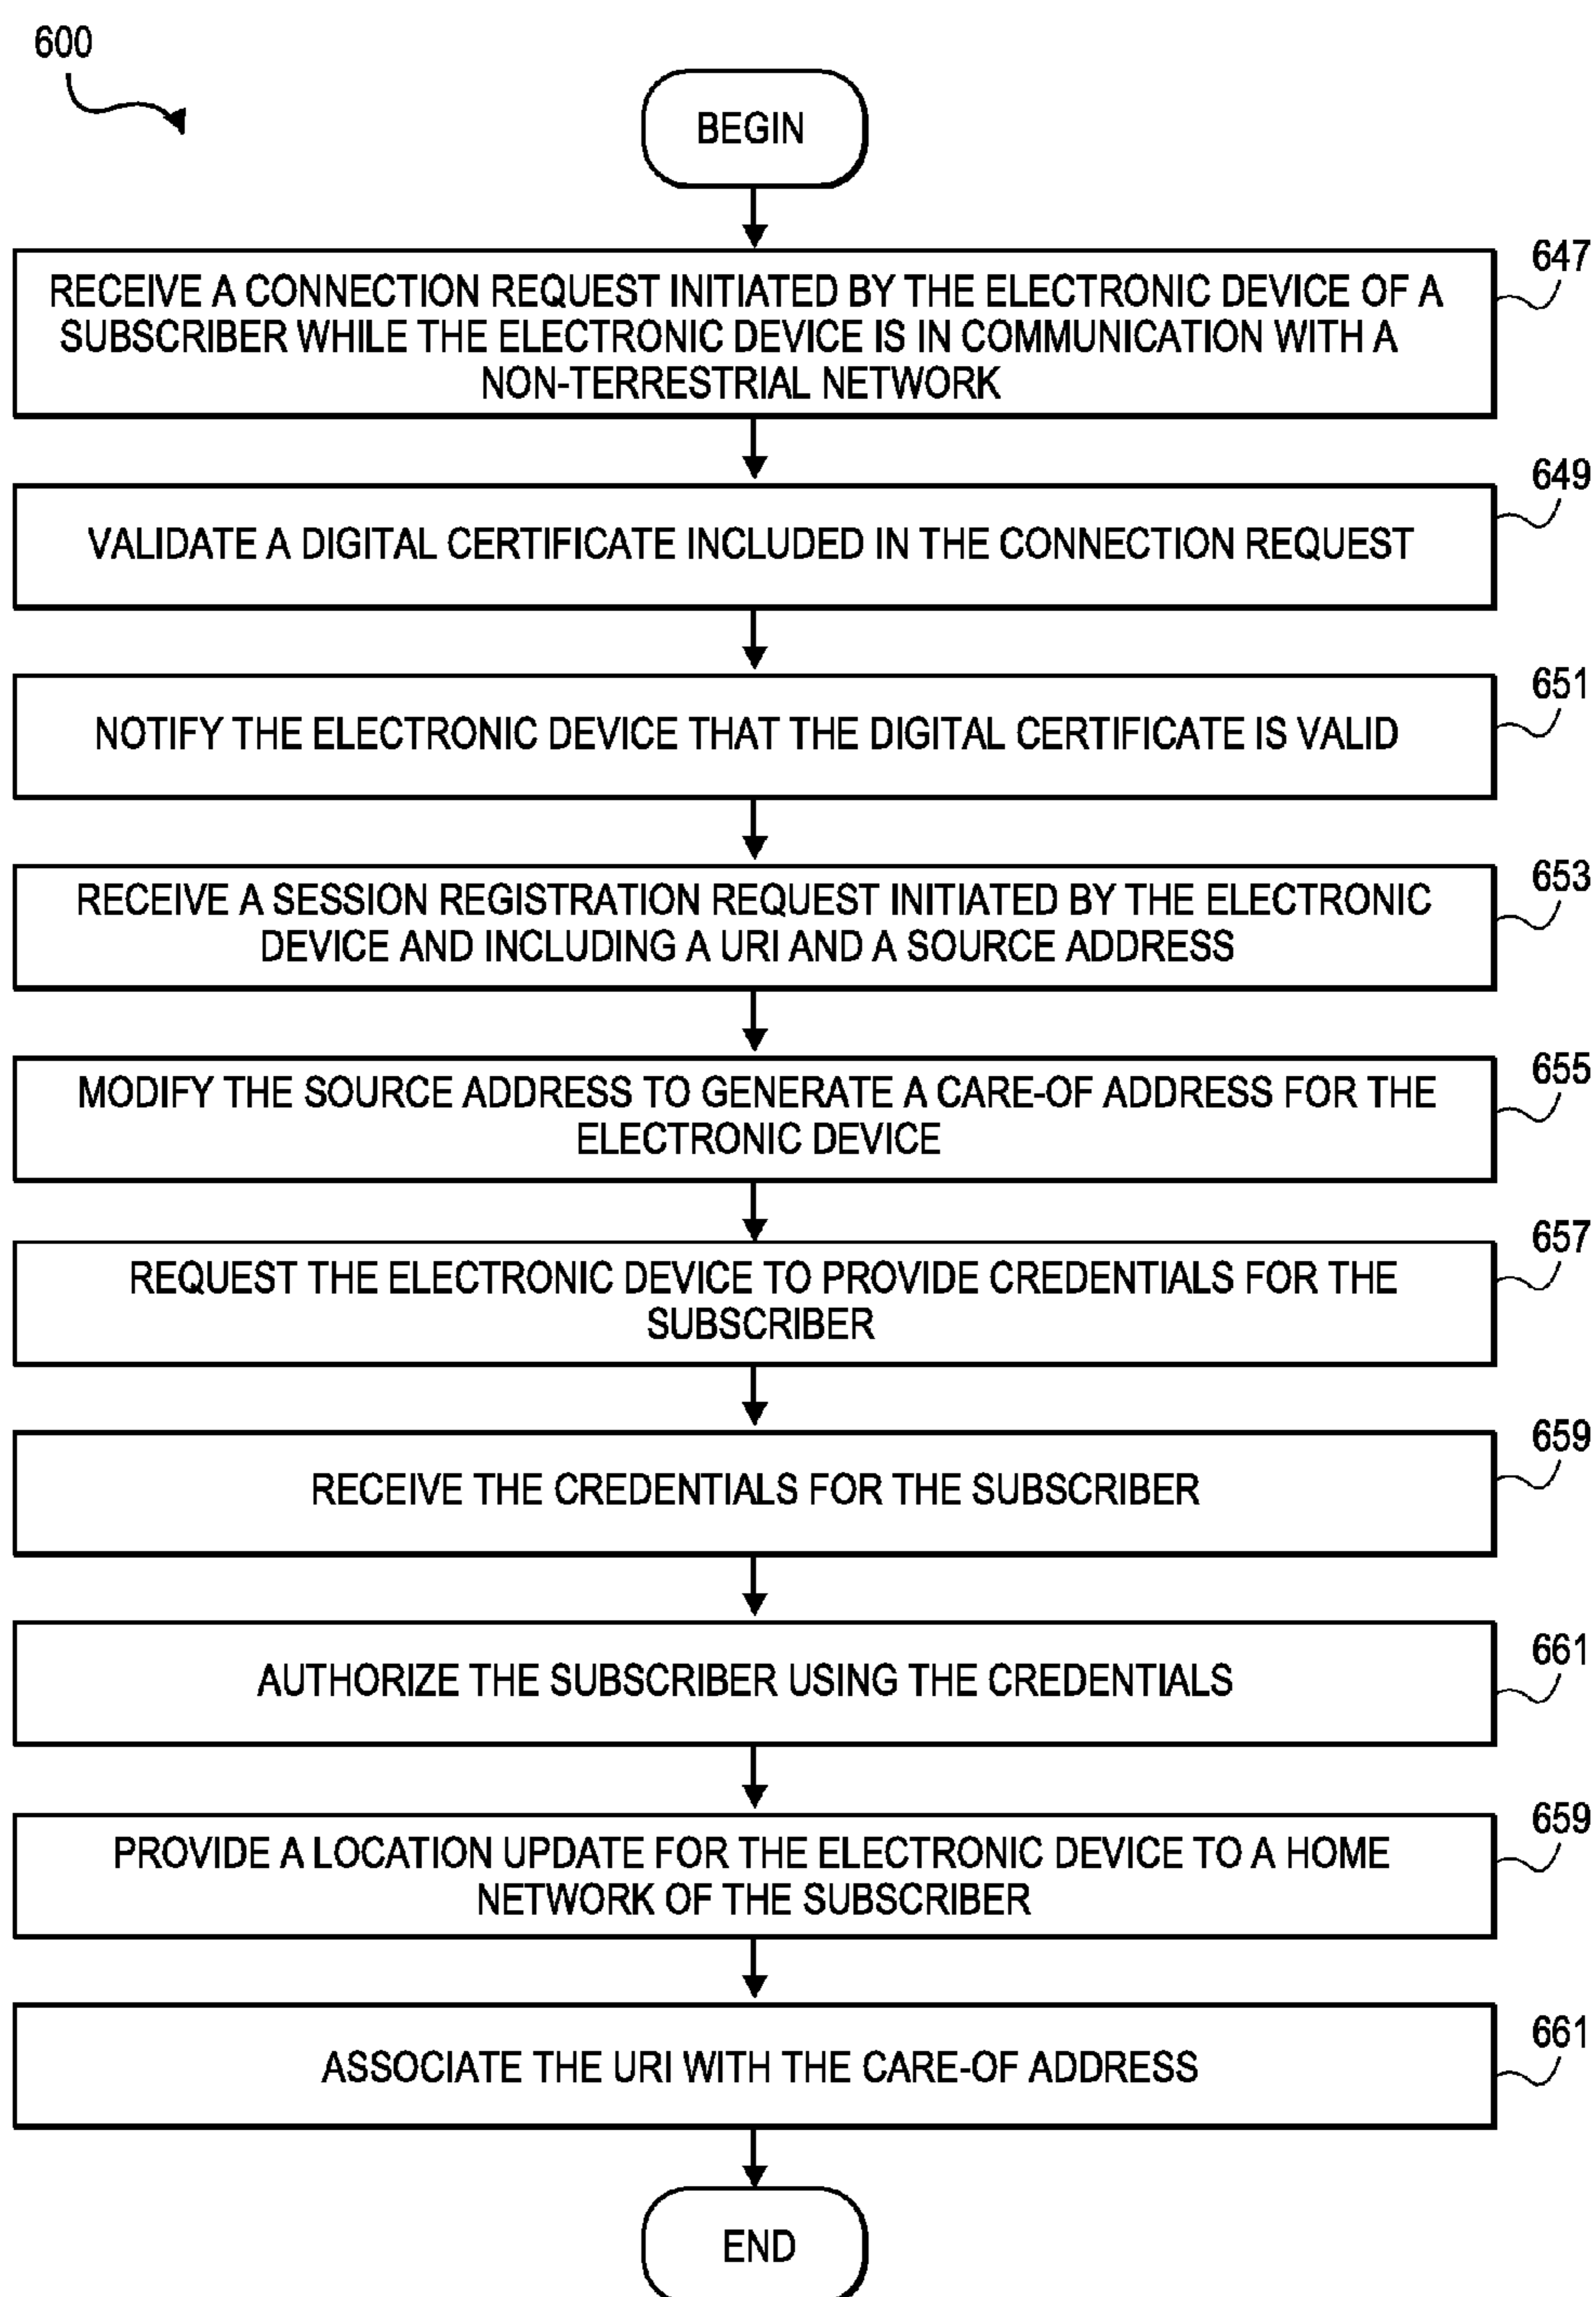 600
BEGIN
647
RECEIVE A CONNECTION REQUEST INITIATED BY THE ELECTRONIC DEVICE OF A
SUBSCRIBER WHILE THE ELECTRONIC DEVICE IS IN COMMUNICATION WITH A
NON-TERRESTRIAL NETWORK
649
VALIDATE A DIGITAL CERTIFICATE INCLUDED IN THE CONNECTION REQUEST
651
NOTIFY THE ELECTRONIC DEVICE THAT THE DIGITAL CERTIFICATE IS VALID
653
RECEIVE A SESSION REGISTRATION REQUEST INITIATED BY THE ELECTRONIC
DEVICE AND INCLUDING A URI AND A SOURCE ADDRESS
655
MODIFY THE SOURCE ADDRESS TO GENERATE A CARE-OF ADDRESS FOR THE
ELECTRONIC DEVICE
657
REQUEST THE ELECTRONIC DEVICE TO PROVIDE CREDENTIALS FOR THE
SUBSCRIBER
659
RECEIVE THE CREDENTIALS FOR THE SUBSCRIBER
661
AUTHORIZE THE SUBSCRIBER USING THE CREDENTIALS
659
PROVIDE A LOCATION UPDATE FOR THE ELECTRONIC DEVICE TO A HOME
NETWORK OF THE SUBSCRIBER
661
ASSOCIATE THE URI WITH THE CARE-OF ADDRESS
END